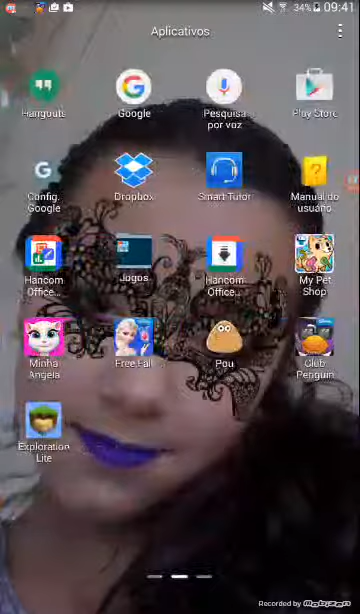 34% 09:41
Aplicativos
Hangouts Google Pesquisa por voz Play Store
Config. Google Dropbox Smart Tutor Manual do usuário
Hancom Office... Jogos Hancom Office... My Pet Shop
Minha Angela Free Fall Pou Club Penguin
Exploration Lite
Recorded by Mobizen